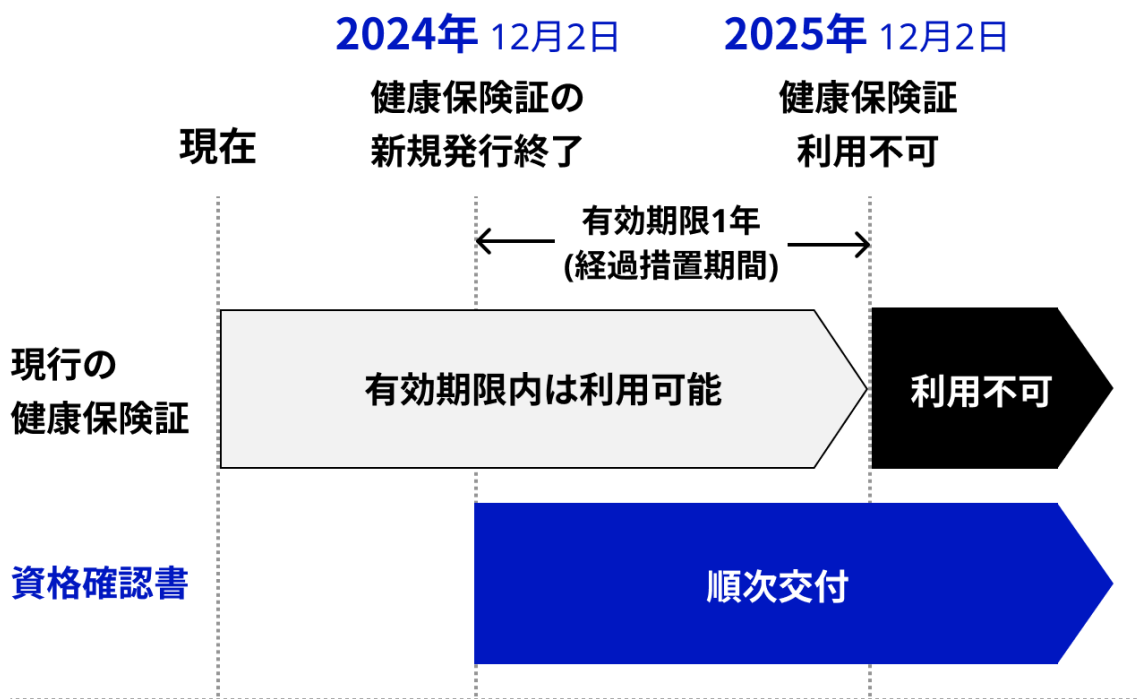 2024年 12月2日
2025年 12月2日
現在
健康保険証の
新規発行終了
健康保険証
利用不可
有効期限1年
(経過措置期間)
現行の
健康保険証
有効期限内は利用可能
利用不可
資格確認書
順次交付